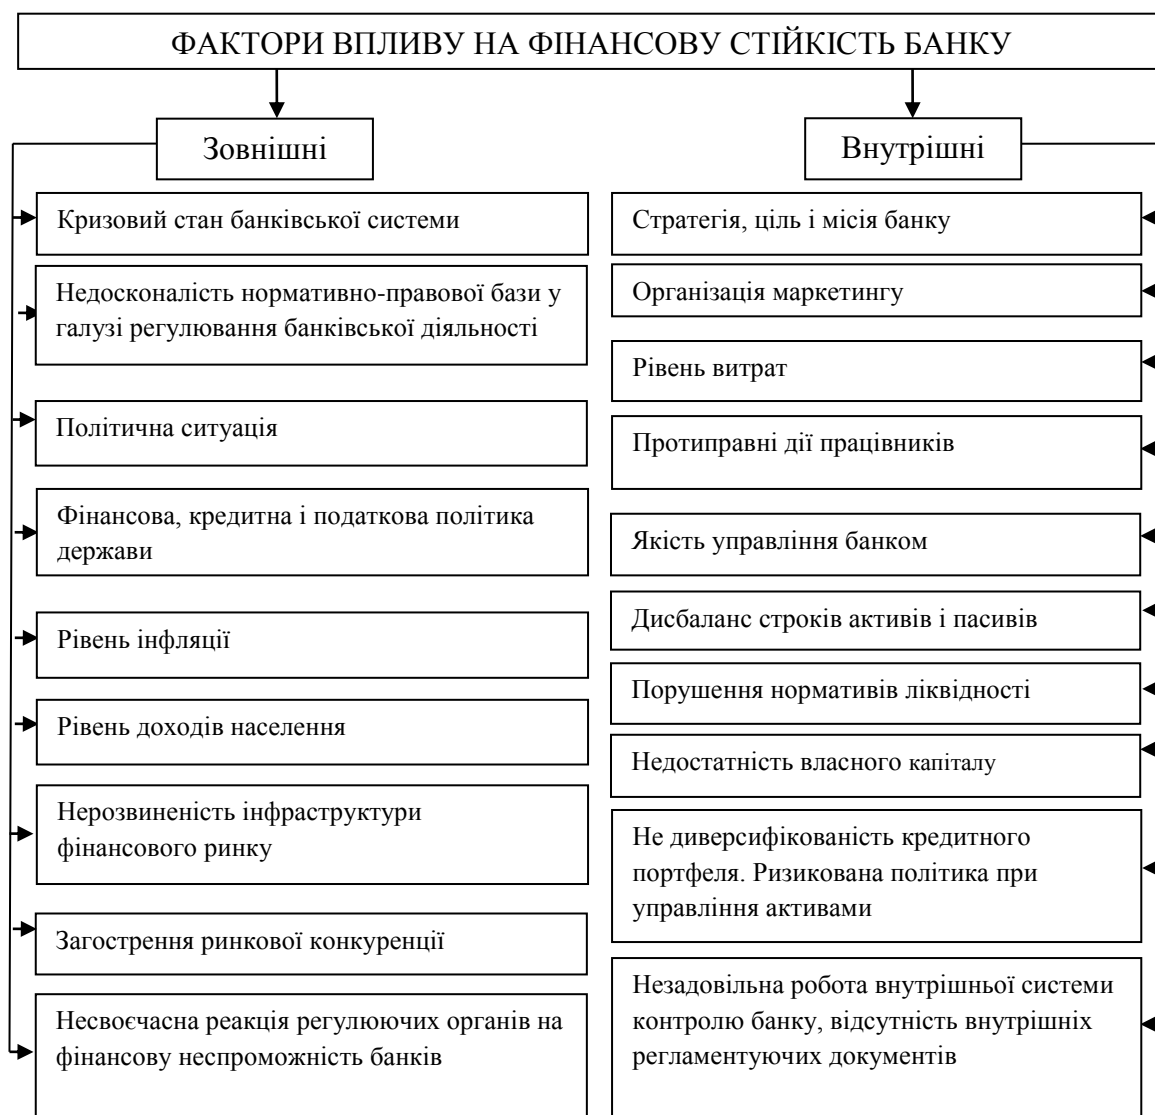 ФАКТОРИ ВПЛИВУ НА ФІНАНСОВУ СТІЙКІСТЬ БАНКУ
Зовнішні
Кризовий стан банківської системи
Недосконалість нормативно-правової бази у
галузі регулювання банківської діяльності
Політична ситуація
Фінансова, кредитна і податкова політика
держави
Рівень інфляції
Рівень доходів населення
Нерозвиненість інфраструктури
фінансового ринку
Загострення ринкової конкуренції
Несвоєчасна реакція регулюючих органів на
фінансову неспроможність банків
Внутрішні
Стратегія, ціль і місія банку
Організація маркетингу
Рівень витрат
Протиправні дії працівників
Якість управління банком
Дисбаланс строків активів і пасивів
Порушення нормативів ліквідності
Недостатність власного капіталу
Не диверсифікованість кредитного
портфеля. Ризикована політика при
управління активами
Незадовільна робота внутрішньої системи
контролю банку, відсутність внутрішніх
регламентуючих документів